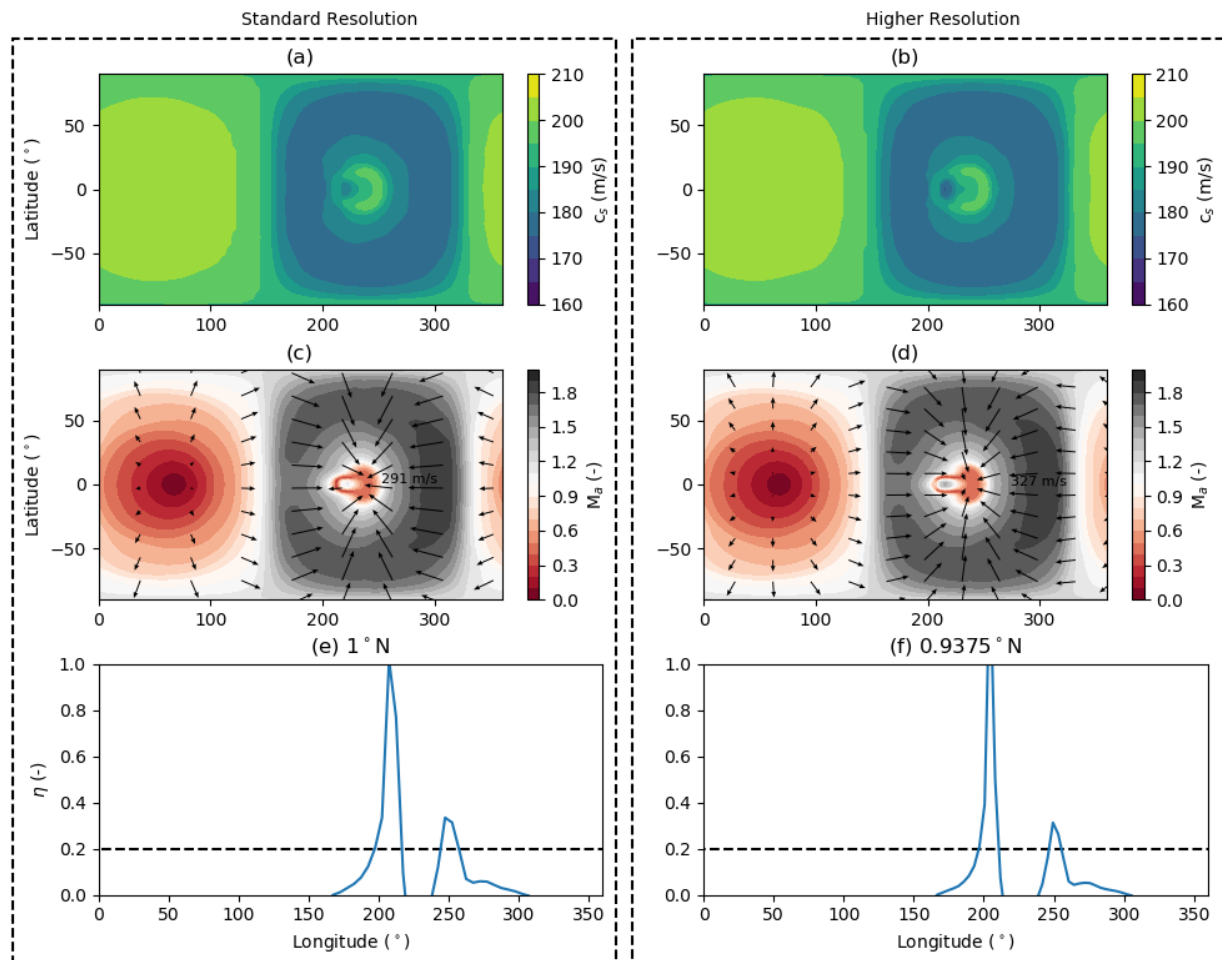 Standard Resolution
Higher Resolution
(a)
(b)
50
0
−50
Latitude (°)
0 100 200 300
210
200
190
180
170
160
c_s (m/s)
50
0
−50
0 100 200 300
210
200
190
180
170
160
c_s (m/s)
(c)
(d)
50
0
−50
Latitude (°)
291 m/s
0 100 200 300
1.8
1.5
1.2
0.9
0.6
0.3
0.0
M_a (-)
50
0
−50
327 m/s
0 100 200 300
1.8
1.5
1.2
0.9
0.6
0.3
0.0
M_a (-)
(e) 1°N
(f) 0.9375°N
1.0
0.8
0.6
0.4
0.2
0.0
η (-)
0 50 100 150 200 250 300 350
Longitude (°)
1.0
0.8
0.6
0.4
0.2
0.0
0 50 100 150 200 250 300 350
Longitude (°)